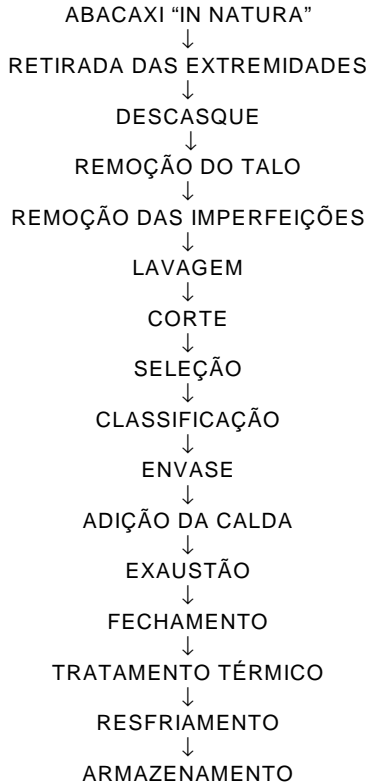 ABACAXI “IN NATURA”
↓
RETIRADA DAS EXTREMIDADES
↓
DESCASQUE
↓
REMOÇÃO DO TALO
↓
REMOÇÃO DAS IMPERFEIÇÕES
↓
LAVAGEM
↓
CORTE
↓
SELEÇÃO
↓
CLASSIFICAÇÃO
↓
ENVASE
↓
ADIÇÃO DA CALDA
↓
EXAUSTÃO
↓
FECHAMENTO
↓
TRATAMENTO TÉRMICO
↓
RESFRIAMENTO
↓
ARMAZENAMENTO